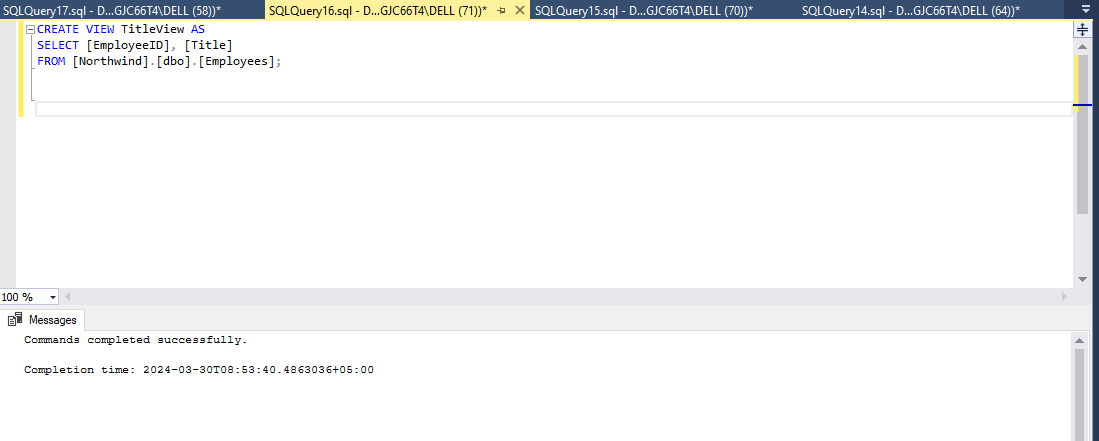 SQLQuery17.sql - D...GJC66T4\DELL (58))* SQLQuery16.sql - D...GJC66T4\DELL (71))* SQLQuery15.sql - D...GJC66T4\DELL (70))* SQLQuery14.sql - D...GJC66T4\DELL (64))*
CREATE VIEW TitleView AS
SELECT [EmployeeID], [Title]
FROM [Northwind].[dbo].[Employees];
100 %
Messages
Commands completed successfully.
Completion time: 2024-03-30T08:53:40.4863036+05:00